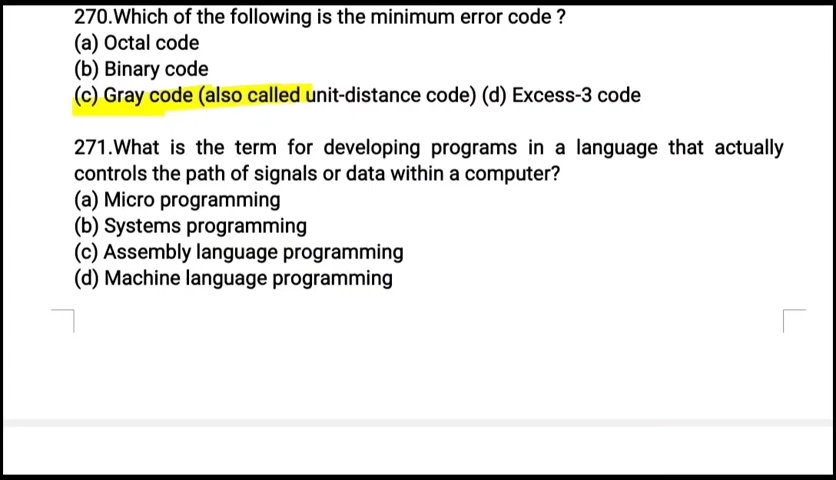 270.Which of the following is the minimum error code ?
(a) Octal code
(b) Binary code
(c) Gray code (also called unit-distance code) (d) Excess-3 code
271.What is the term for developing programs in a language that actually
controls the path of signals or data within a computer?
(a) Micro programming
(b) Systems programming
(c) Assembly language programming
(d) Machine language programming